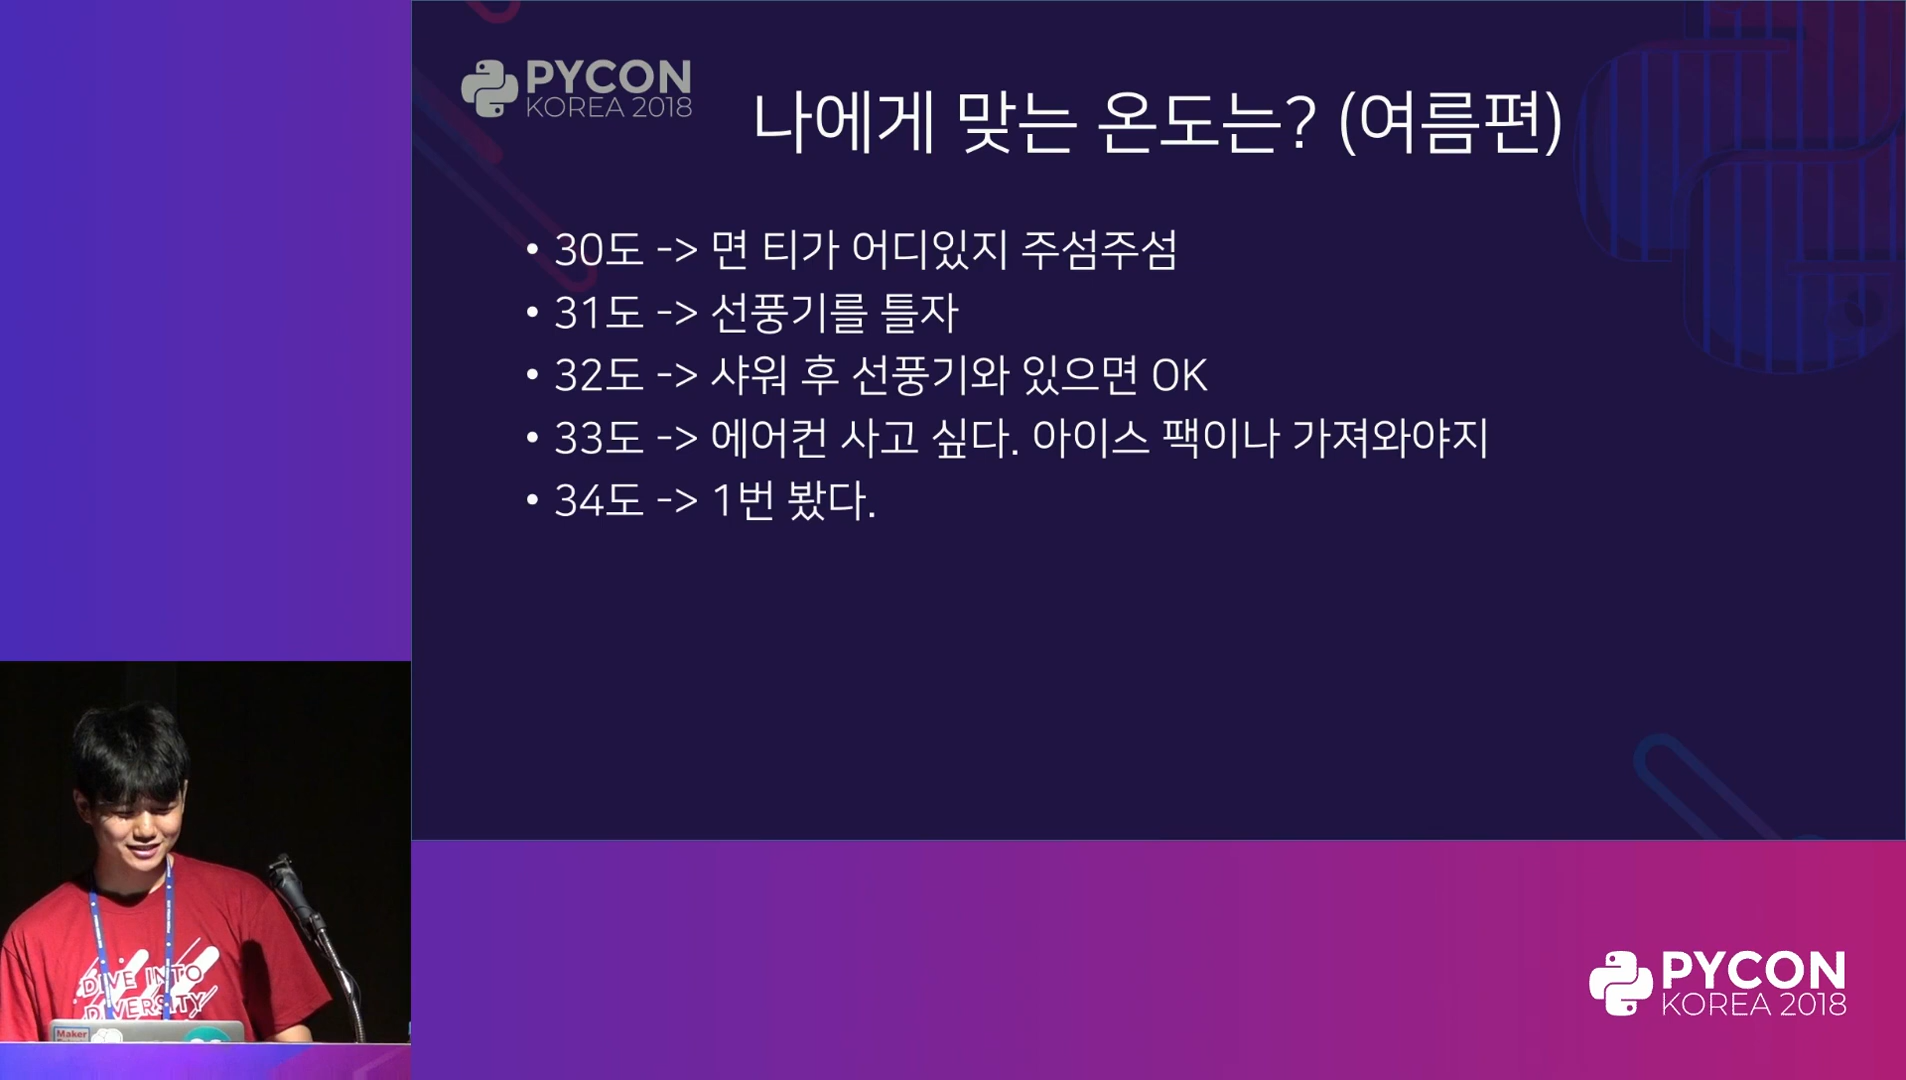 PYCON
KOREA 2018
나에게 맞는 온도는? (여름편)
• 30도 -> 면 티가 어디있지 주섬주섬
• 31도 -> 선풍기를 틀자
• 32도 -> 샤워 후 선풍기와 있으면 OK
• 33도 -> 에어컨 사고 싶다. 아이스 팩이나 가져와야지
• 34도 -> 1번 봤다.
DIVE INTO
DIVERSITY
Maker
PYCON
KOREA 2018